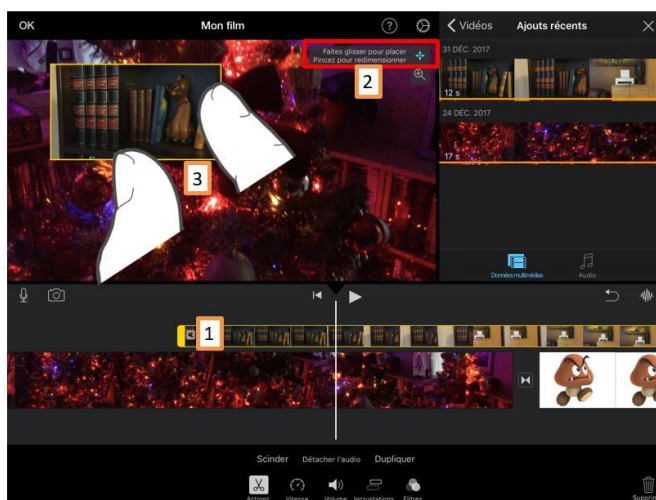 OK
Mon film
?
Vidéos
Ajouts récents
Faites glisser pour placer
Pincez pour redimensionner
2
31 DÉC. 2017
12 s
24 DÉC. 2017
17 s
3
Données multimédias
Audio
1
Scinder
Détacher l'audio
Dupliquer
Actions
Vitesse
Volume
Incrustations
Filtres
Supprim